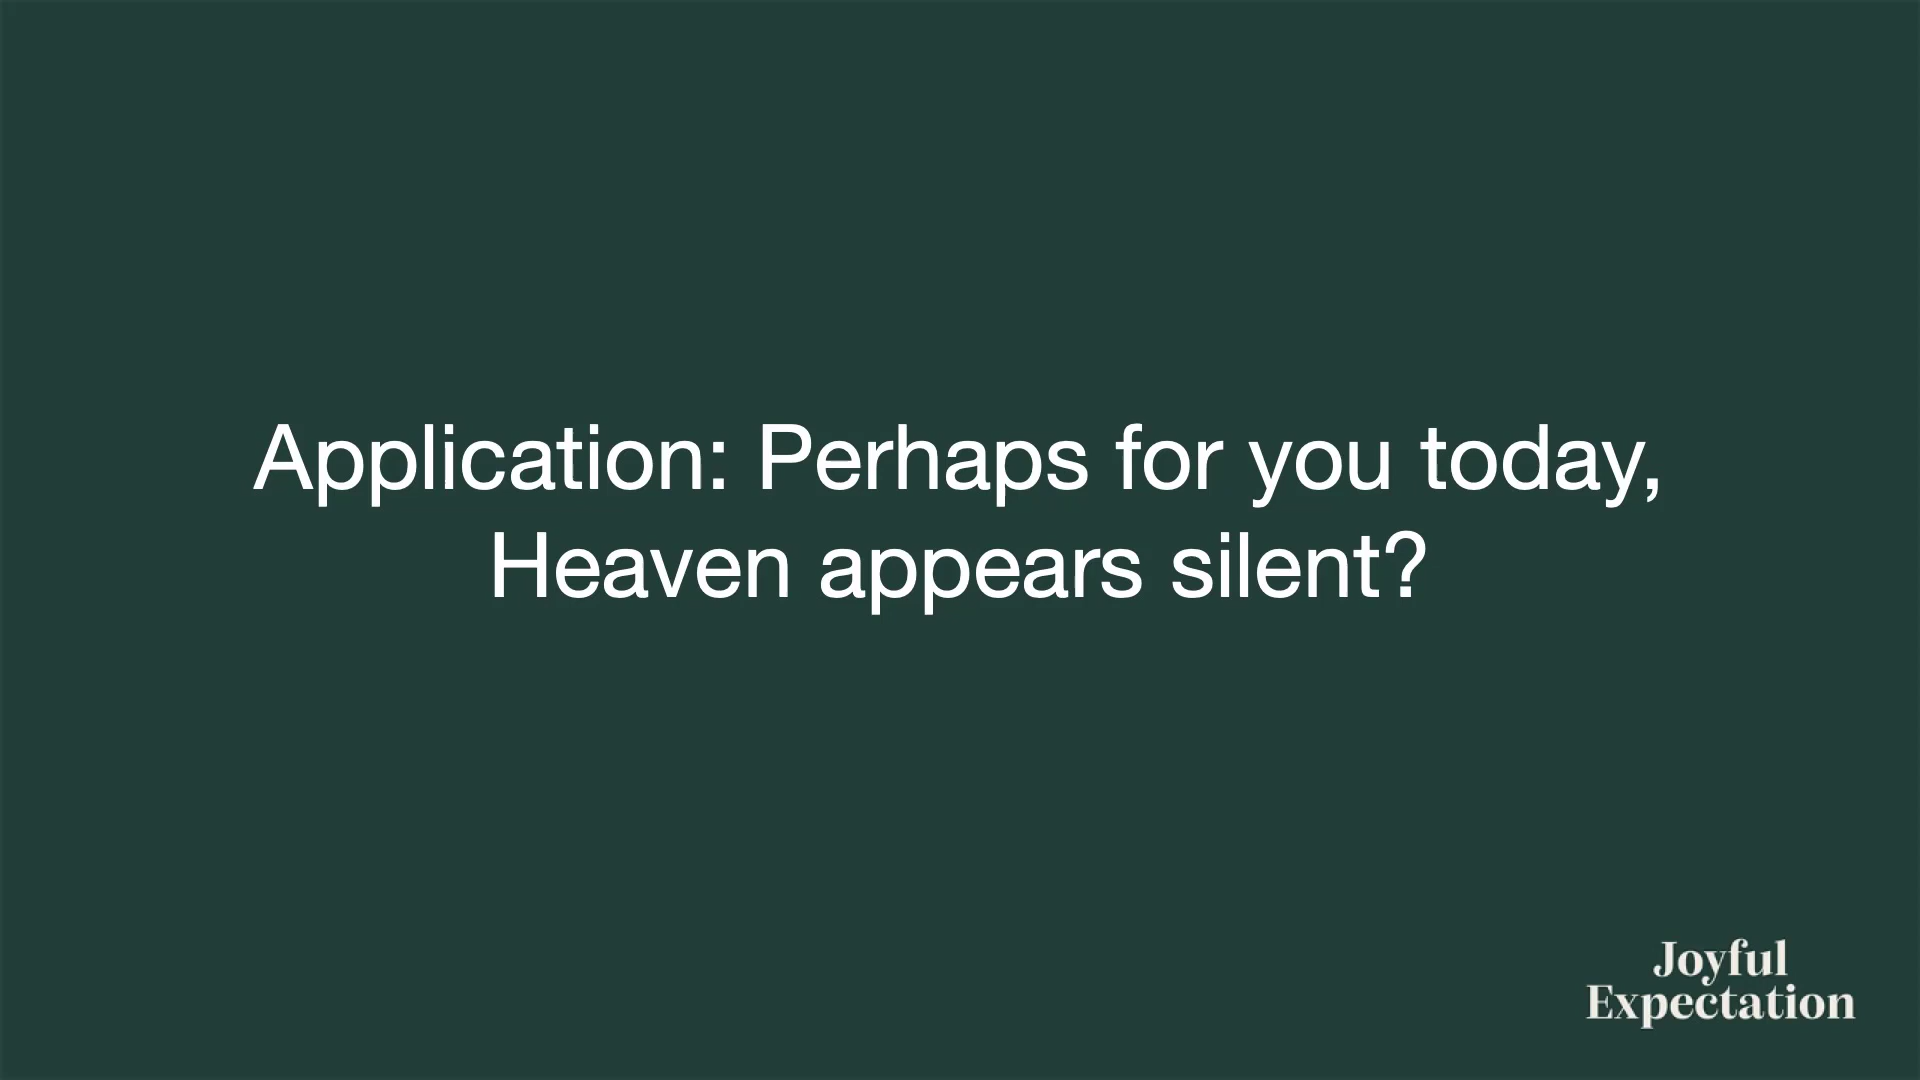 Application: Perhaps for you today,
Heaven appears silent?
Joyful
Expectation